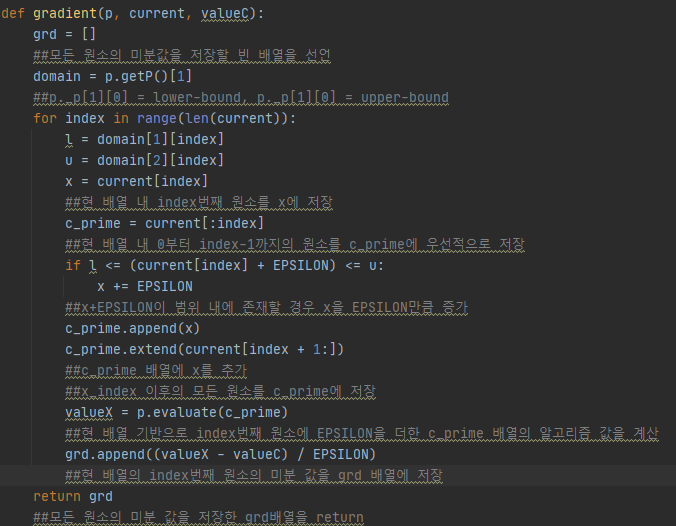 def gradient(p, current, valueC):
    grd = []
    ##모든 원소의 미분값을 저장할 빈 배열을 선언
    domain = p.getP()[1]
    ##p._p[1][0] = lower-bound, p._p[1][0] = upper-bound
    for index in range(len(current)):
        l = domain[1][index]
        u = domain[2][index]
        x = current[index]
        ##현 배열 내 index번째 원소를 x에 저장
        c_prime = current[:index]
        ##현 배열 내 0부터 index-1까지의 원소를 c_prime에 우선적으로 저장
        if l <= (current[index] + EPSILON) <= u:
            x += EPSILON
        ##x+EPSILON이 범위 내에 존재할 경우 x을 EPSILON만큼 증가
        c_prime.append(x)
        c_prime.extend(current[index + 1:])
        ##c_prime 배열에 x를 추가
        ##x_index 이후의 모든 원소를 c_prime에 저장
        valueX = p.evaluate(c_prime)
        ##현 배열 기반으로 index번째 원소에 EPSILON을 더한 c_prime 배열의 알고리즘 값을 계산
        grd.append((valueX - valueC) / EPSILON)
        ##현 배열의 index번째 원소의 미분 값을 grd 배열에 저장
    return grd
    ##모든 원소의 미분 값을 저장한 grd배열을 return